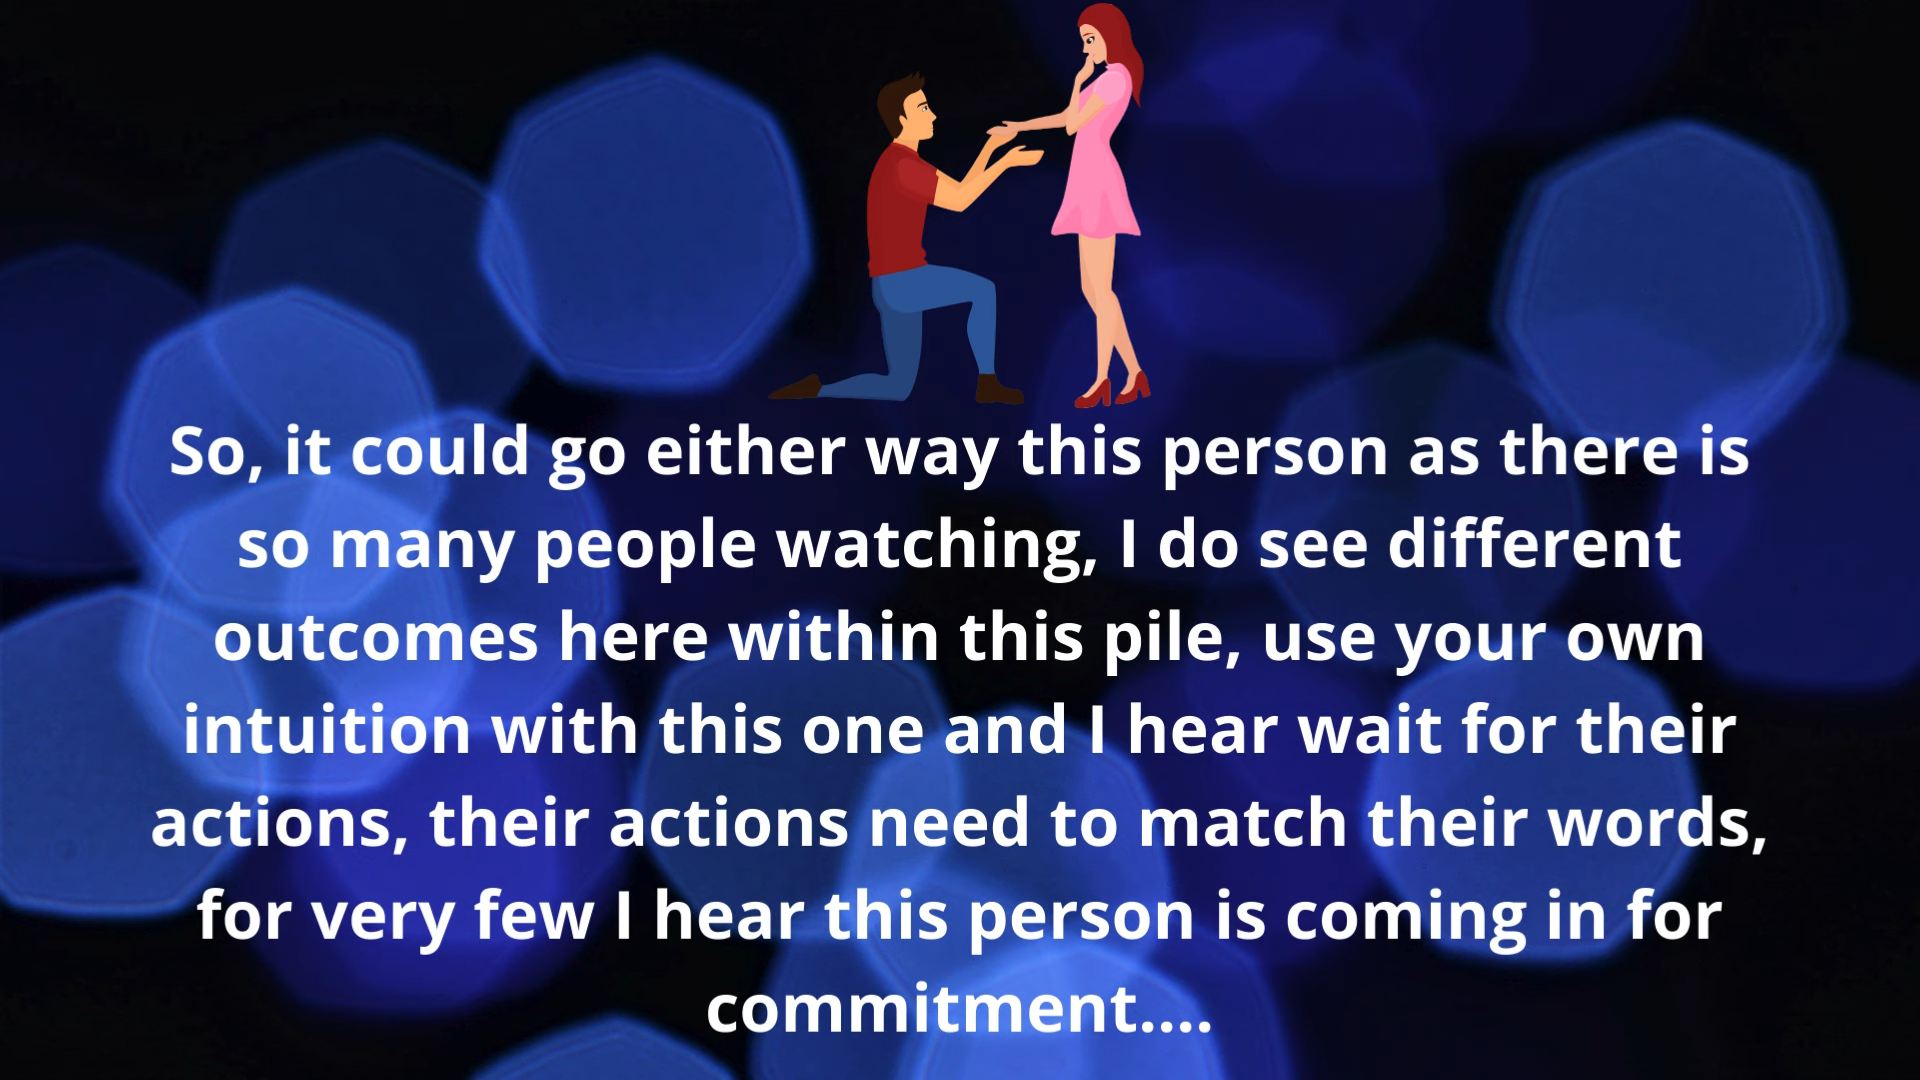 So, it could go either way this person as there is
so many people watching, I do see different
outcomes here within this pile, use your own
intuition with this one and I hear wait for their
actions, their actions need to match their words,
for very few I hear this person is coming in for
commitment....